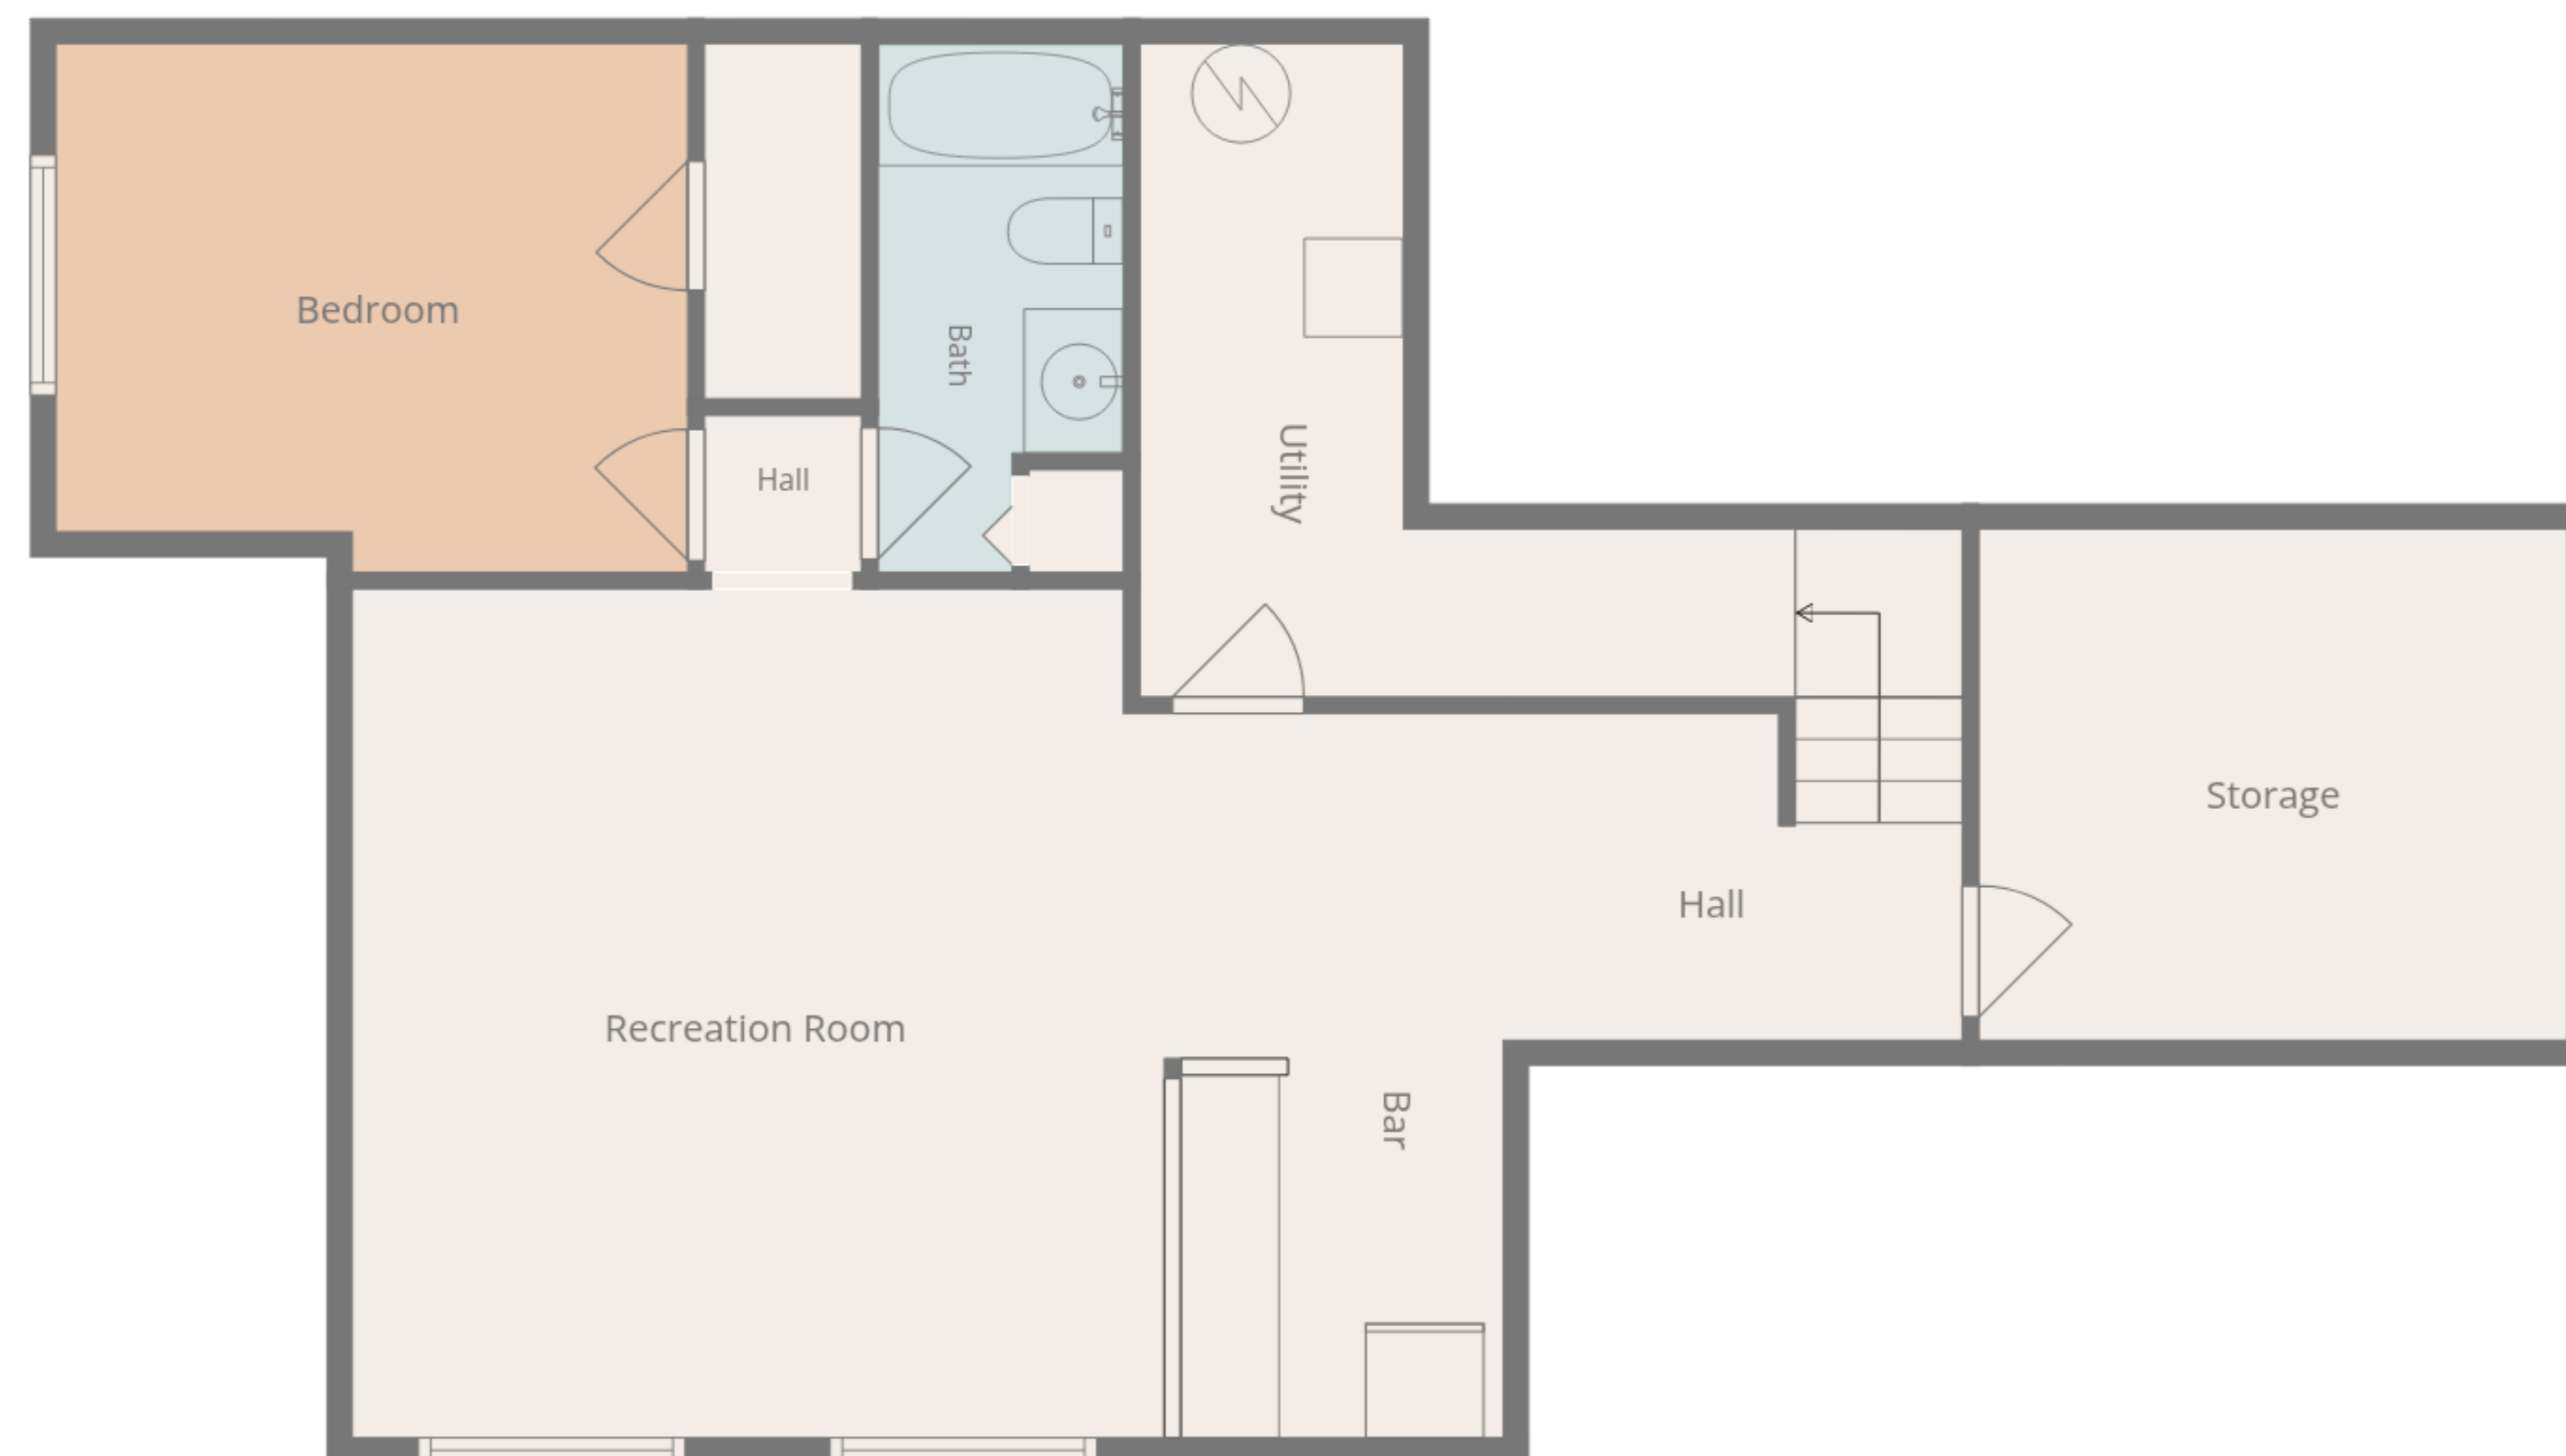 Bedroom
Bath
Hall
Utility
Storage
Hall
Recreation Room
Bar